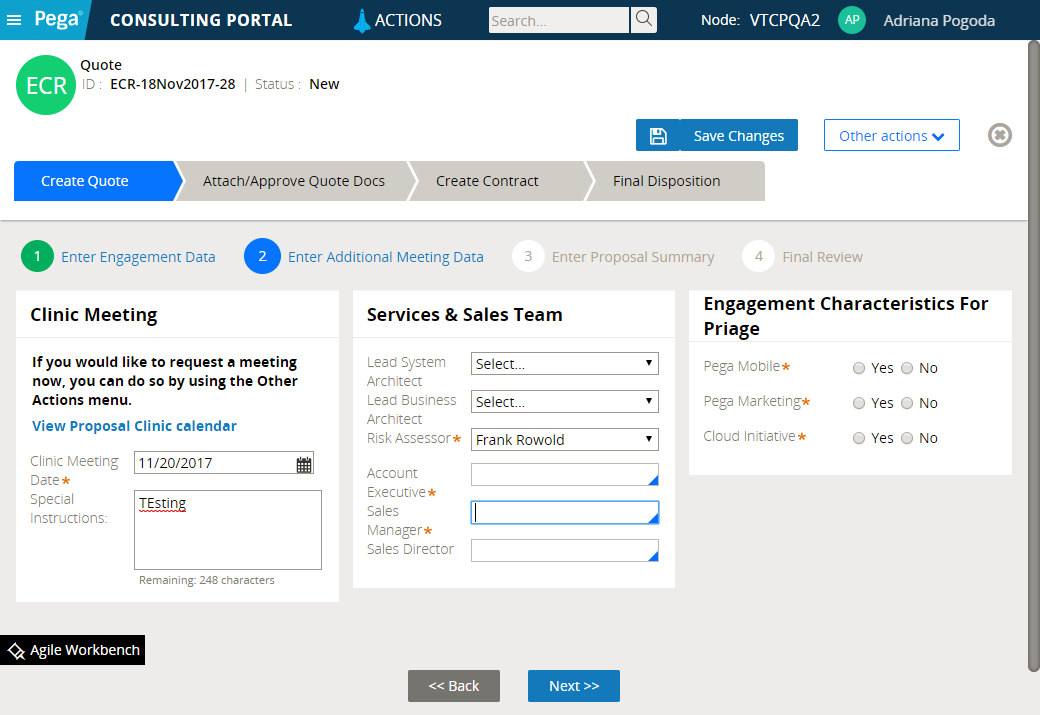 Pega®
CONSULTING PORTAL
ACTIONS
Search...
Node: VTCPQA2
AP
Adriana Pogoda
ECR
Quote
ID : ECR-18Nov2017-28 | Status : New
Save Changes
Other actions
Create Quote
Attach/Approve Quote Docs
Create Contract
Final Disposition
1 Enter Engagement Data
2 Enter Additional Meeting Data
3 Enter Proposal Summary
4 Final Review
Clinic Meeting
If you would like to request a meeting
now, you can do so by using the Other
Actions menu.
View Proposal Clinic calendar
Clinic Meeting
Date*
11/20/2017
Special
Instructions:
TEsting
Remaining: 248 characters
Services & Sales Team
Lead System
Architect
Select...
Lead Business
Architect
Select...
Risk Assessor*
Frank Rowold
Account
Executive*
Sales
Manager*
Sales Director
Engagement Characteristics For
Priage
Pega Mobile* Yes No
Pega Marketing* Yes No
Cloud Initiative* Yes No
Agile Workbench
<< Back
Next >>